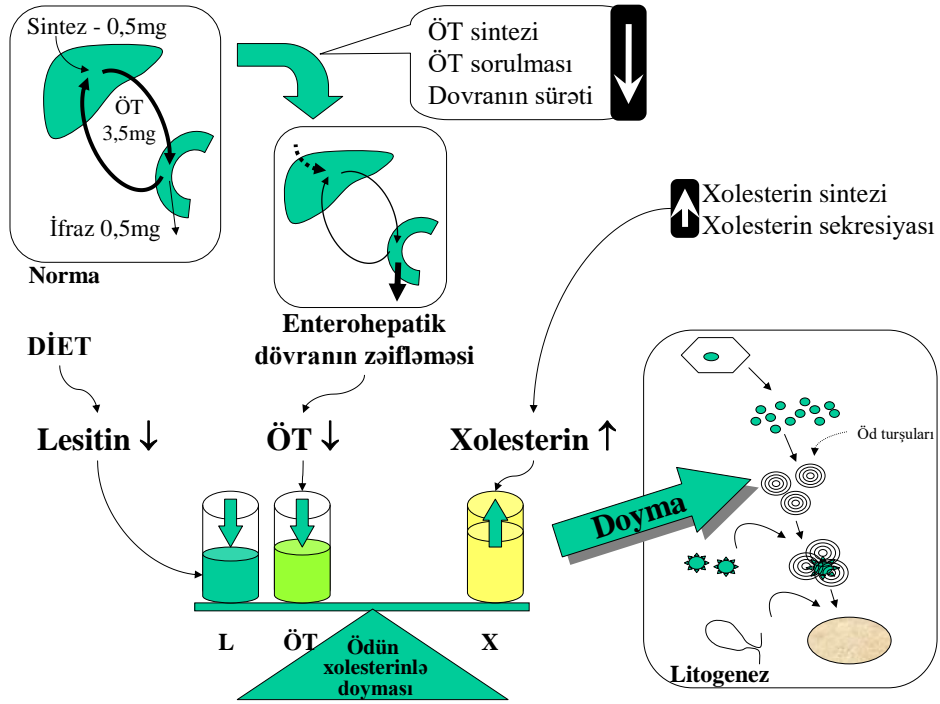 Sintez - 0,5mg
ÖT
3,5mg
İfraz 0,5mg
Norma
ÖT sintezi
ÖT sorulması
Dovranın sürəti
Enterohepatik
dövranın zəifləməsi
Xolesterin sintezi
Xolesterin sekresiyası
DİET
Lesitin ↓
ÖT ↓
Xolesterin ↑
Doyma
Öd turşuları
L
ÖT
X
Ödün
xolesterinlə
doyması
Litogenez